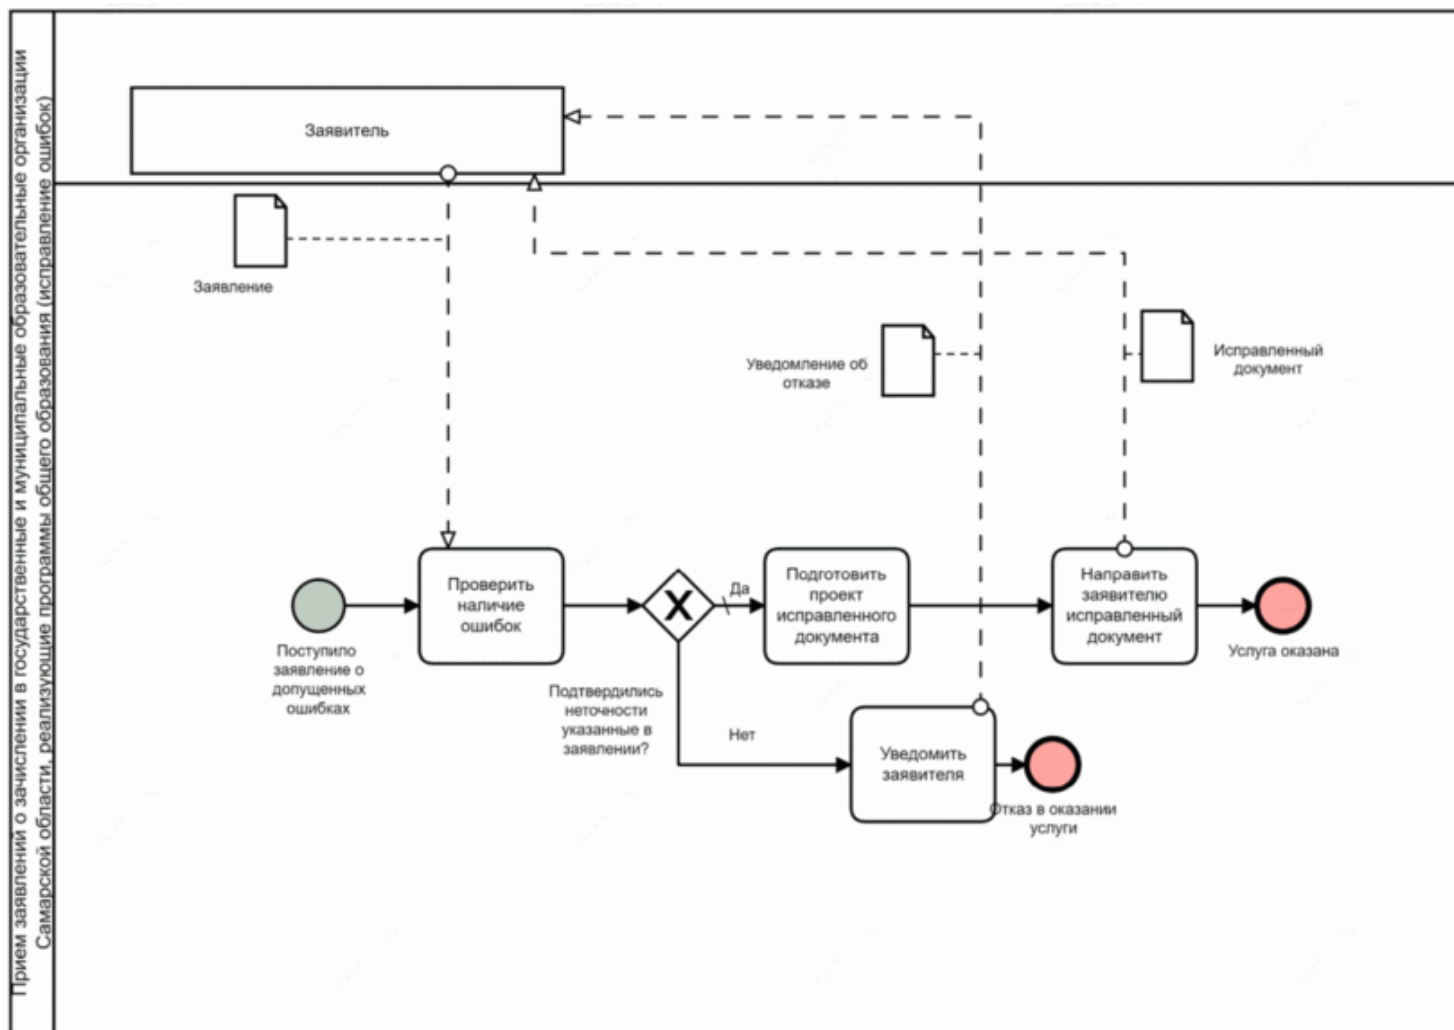 Прием заявлений о зачислении в государственные и муниципальные образовательные организации
Самарской области, реализующие программы общего образования (исправление ошибок)
Заявитель
Заявление
Уведомление об
отказе
Исправленный
документ
Поступило
заявление о
допущенных
ошибках
Проверить
наличие
ошибок
X
Подтвердились
неточности
указанные в
заявлении?
Да
Подготовить
проект
исправленного
документа
Направить
заявителю
исправленный
документ
Услуга оказана
Нет
Уведомить
заявителя
Отказ в оказании
услуги